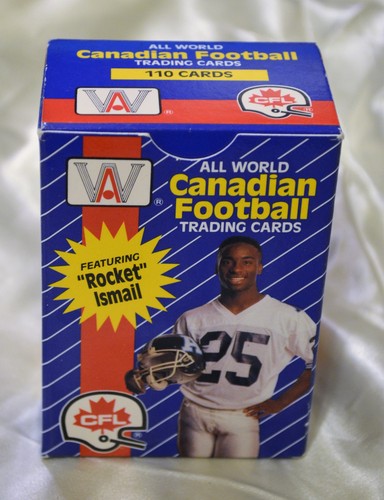 ALL WORLD
Canadian Football
TRADING CARDS
110 CARDS
AW
®
CFL
AW
®
ALL WORLD
Canadian
Football
TRADING CARDS
FEATURING
"Rocket"
Ismail
25
CFL
®